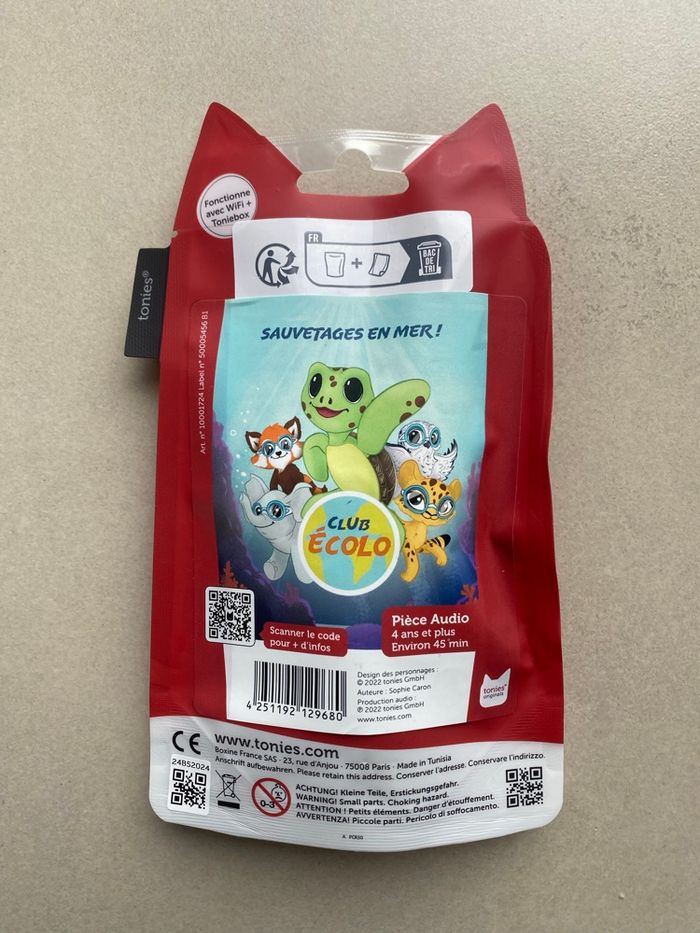 Fonctionne
avec WiFi +
Toniebox
FR
+
BAC
DE
TRI
tonies®
Art. n° 10001724 Label n° 50005456 B1
SAUVETAGES EN MER !
CLUB
ÉCOLO
Scanner le code
pour + d'infos
Pièce Audio
4 ans et plus
Environ 45 min
4 251192 129680
Design des personnages :
© 2022 tonies GmbH
Auteure : Sophie Caron
Production audio :
℗ 2022 tonies GmbH
www.tonies.com
tonies®
originals
CE www.tonies.com
Boxine France SAS · 23, rue d'Anjou · 75008 Paris · Made in Tunisia
Anschrift aufbewahren. Please retain this address. Conserver l'adresse. Conservare l'indirizzo.
24BS2024
0-3
ACHTUNG! Kleine Teile, Erstickungsgefahr.
WARNING! Small parts. Choking hazard.
ATTENTION ! Petits éléments. Danger d'étouffement.
AVVERTENZA! Piccole parti. Pericolo di soffocamento.
A PCR50